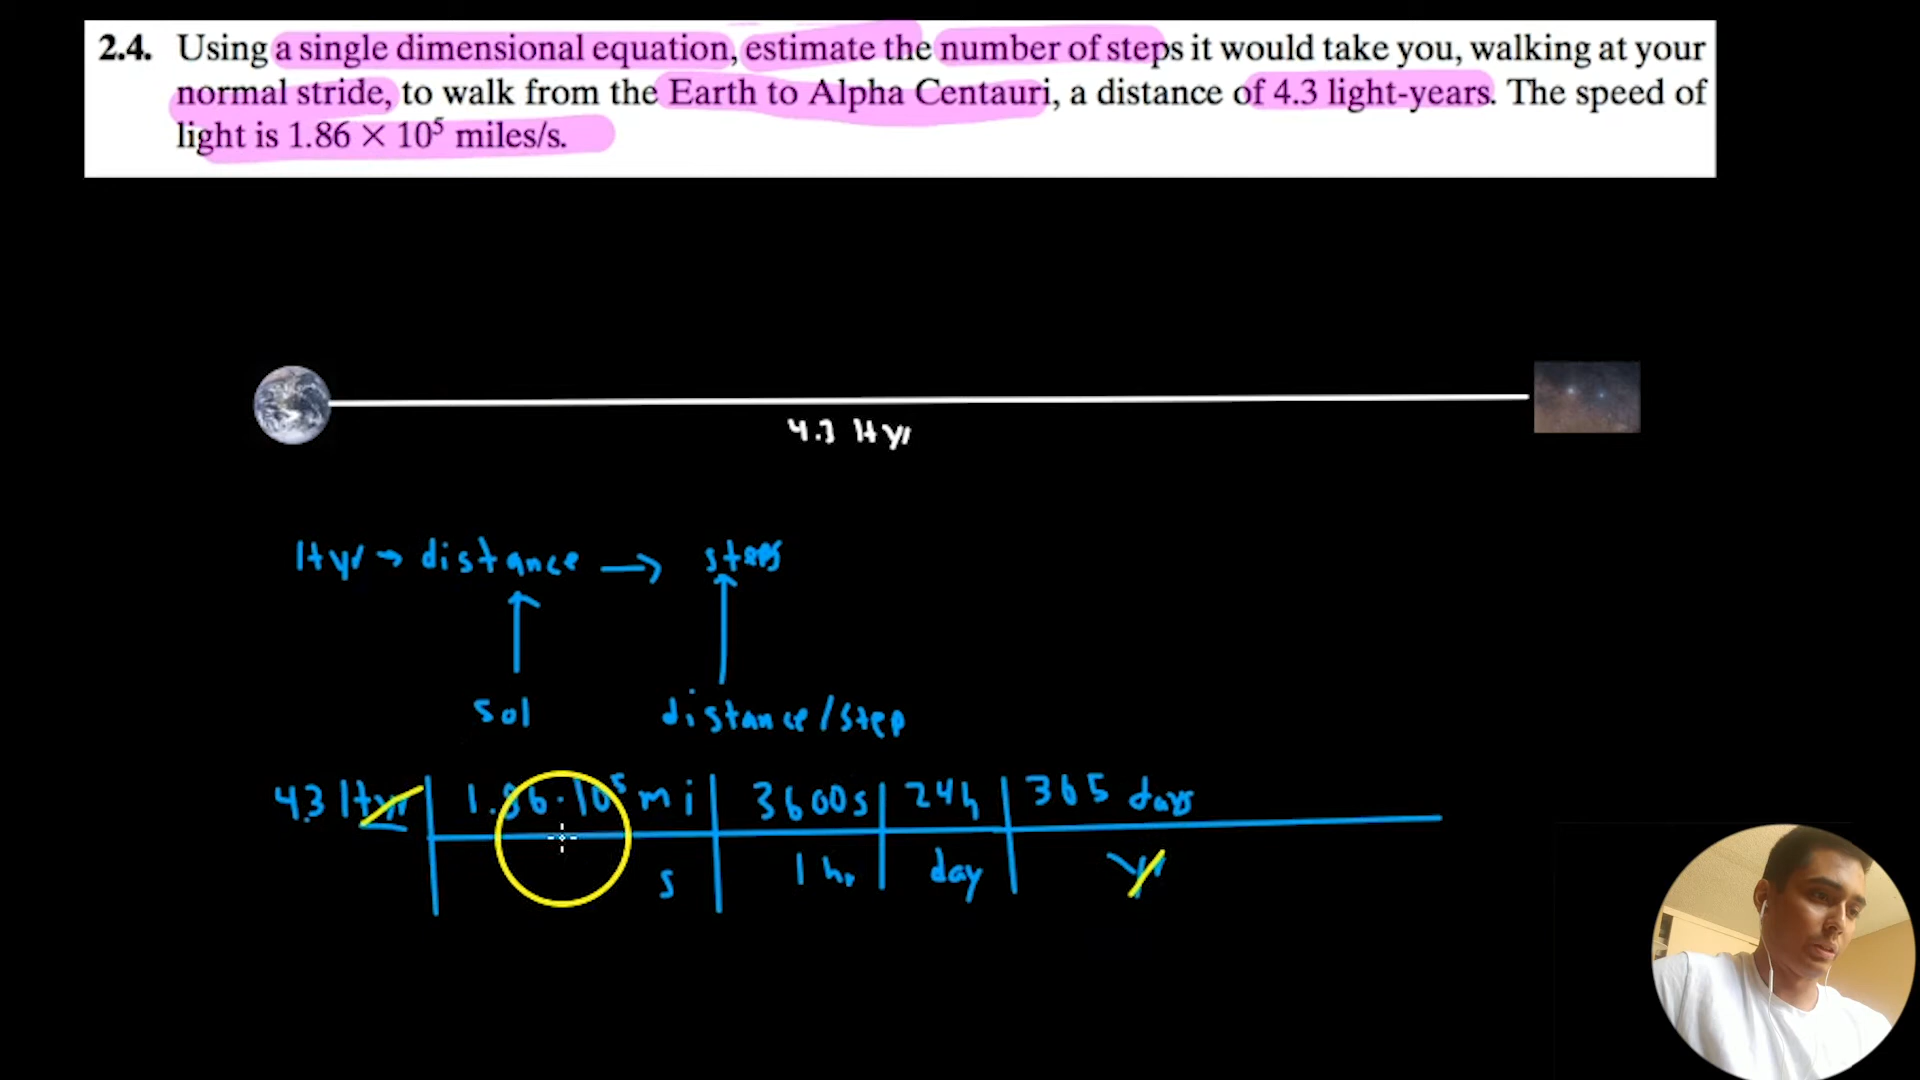 2.4. Using a single dimensional equation, estimate the number of steps it would take you, walking at your
normal stride, to walk from the Earth to Alpha Centauri, a distance of 4.3 light-years. The speed of
light is 1.86 × 10⁵ miles/s.
4.3 ltyr
ltyr → distance → steps
sol distance/step
4.3 ltyr 1.86·10⁵ mi 3600s 24h 365 days
s 1 hr day yr